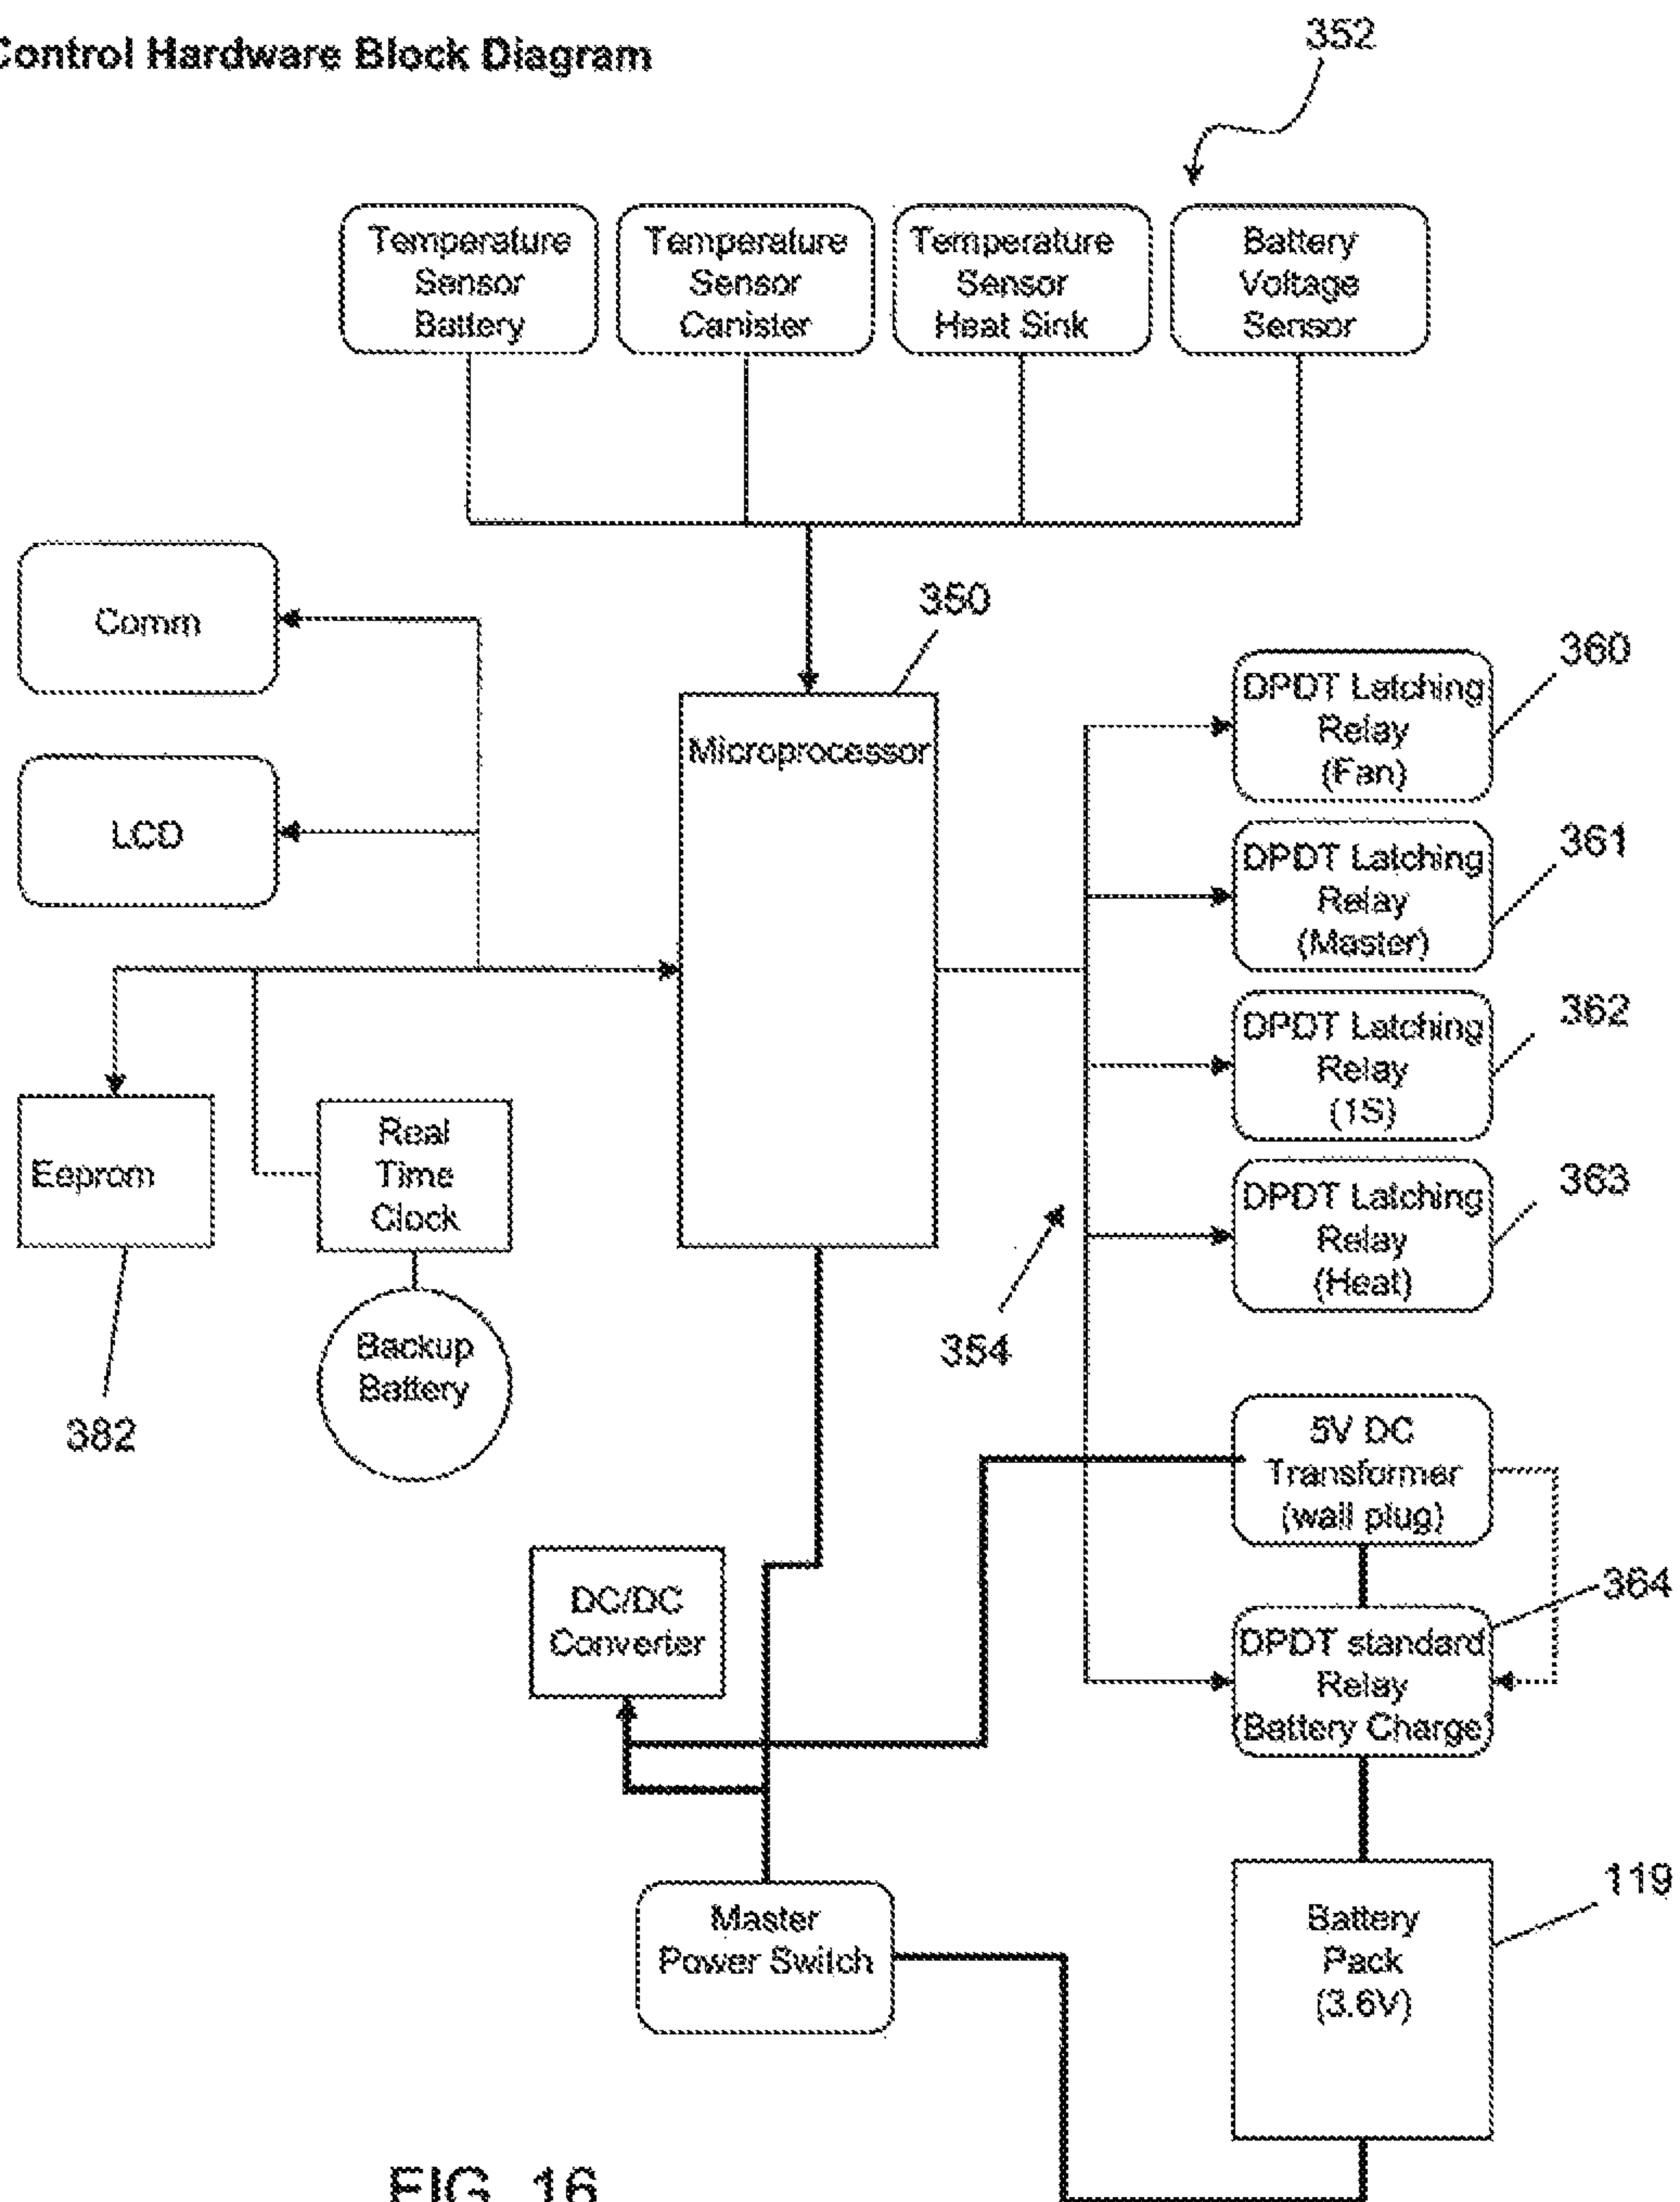 Control Hardware Block Diagram
352
Temperature
Sensor
Battery
Temperature
Sensor
Canister
Temperature
Sensor
Heat Sink
Battery
Voltage
Sensor
Comm
LCD
350
Microprocessor
DPDT Latching
Relay
(Fan)
360
DPDT Latching
Relay
(Master)
361
DPDT Latching
Relay
(1S)
362
DPDT Latching
Relay
(Heat)
363
354
Eeprom
382
Real
Time
Clock
Backup
Battery
5V DC
Transformer
(wall plug)
DC/DC
Converter
364
DPDT standard
Relay
(Battery Charge)
Master
Power Switch
Battery
Pack
(3.6V)
119
FIG. 16